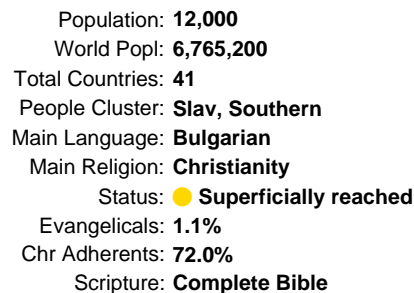 Population: 12,000
World Popl: 6,765,200
Total Countries: 41
People Cluster: Slav, Southern
Main Language: Bulgarian
Main Religion: Christianity
Status: Superficially reached
Evangelicals: 1.1%
Chr Adherents: 72.0%
Scripture: Complete Bible